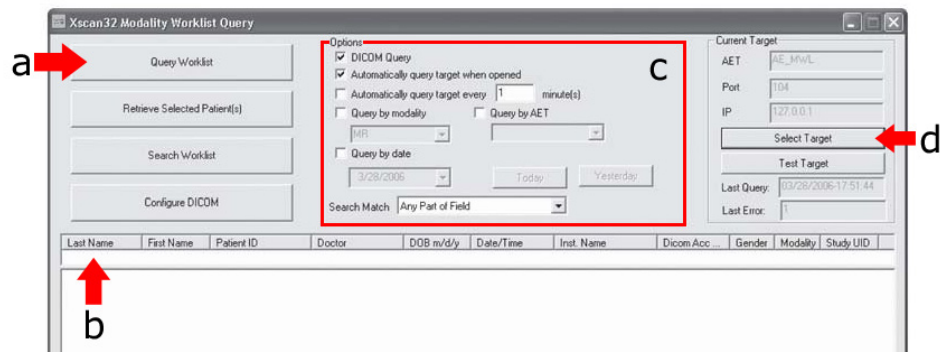 Xscan32 Modality Worklist Query
a
Query Worklist
Retrieve Selected Patient(s)
Search Worklist
Configure DICOM
Options
DICOM Query
Automatically query target when opened
Automatically query target every 1 minute(s)
Query by modality Query by AET
MR
Query by date
3/28/2006 Today Yesterday
Search Match Any Part of Field
c
Current Target
AET AE_MWL
Port 104
IP 127.0.0.1
Select Target
d
Test Target
Last Query: 03/28/2006-17:51:44
Last Error: 1
Last Name First Name Patient ID Doctor DOB m/d/y Date/Time Inst. Name Dicom Acc ... Gender Modality Study UID
b